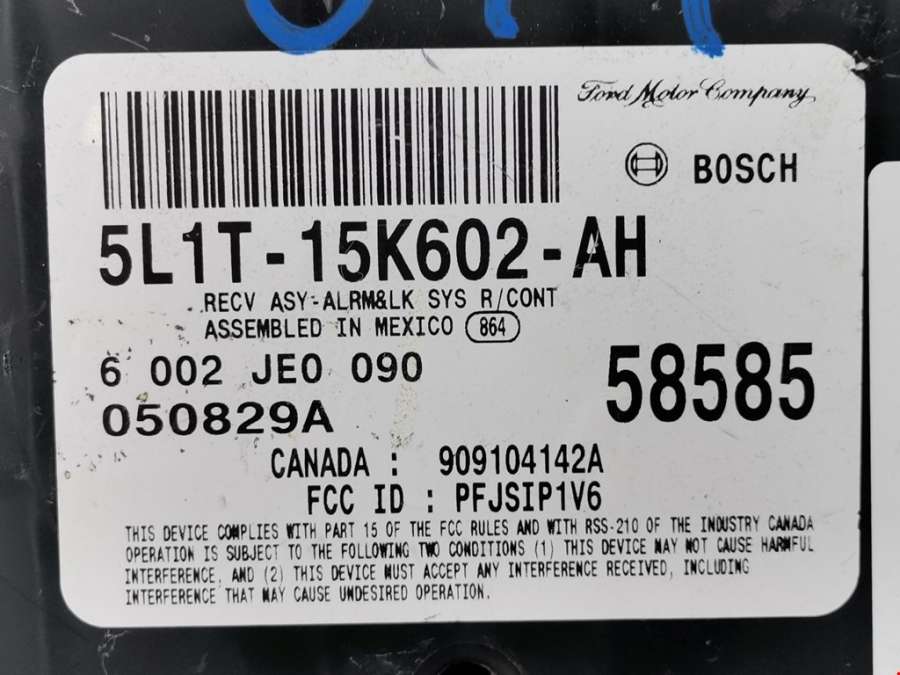 Ford Motor Company
BOSCH
5L1T-15K602-AH
RECV ASY-ALRM&LK SYS R/CONT
ASSEMBLED IN MEXICO 864
6 002 JE0 090
58585
050829A
CANADA : 909104142A
FCC ID : PFJSIP1V6
THIS DEVICE COMPLIES WITH PART 15 OF THE FCC RULES AND WITH RSS-210 OF THE INDUSTRY CANADA
OPERATION IS SUBJECT TO THE FOLLOWING TWO CONDITIONS (1) THIS DEVICE MAY NOT CAUSE HARMFUL
INTERFERENCE, AND (2) THIS DEVICE MUST ACCEPT ANY INTERFERENCE RECEIVED, INCLUDING
INTERFERENCE THAT MAY CAUSE UNDESIRED OPERATION.